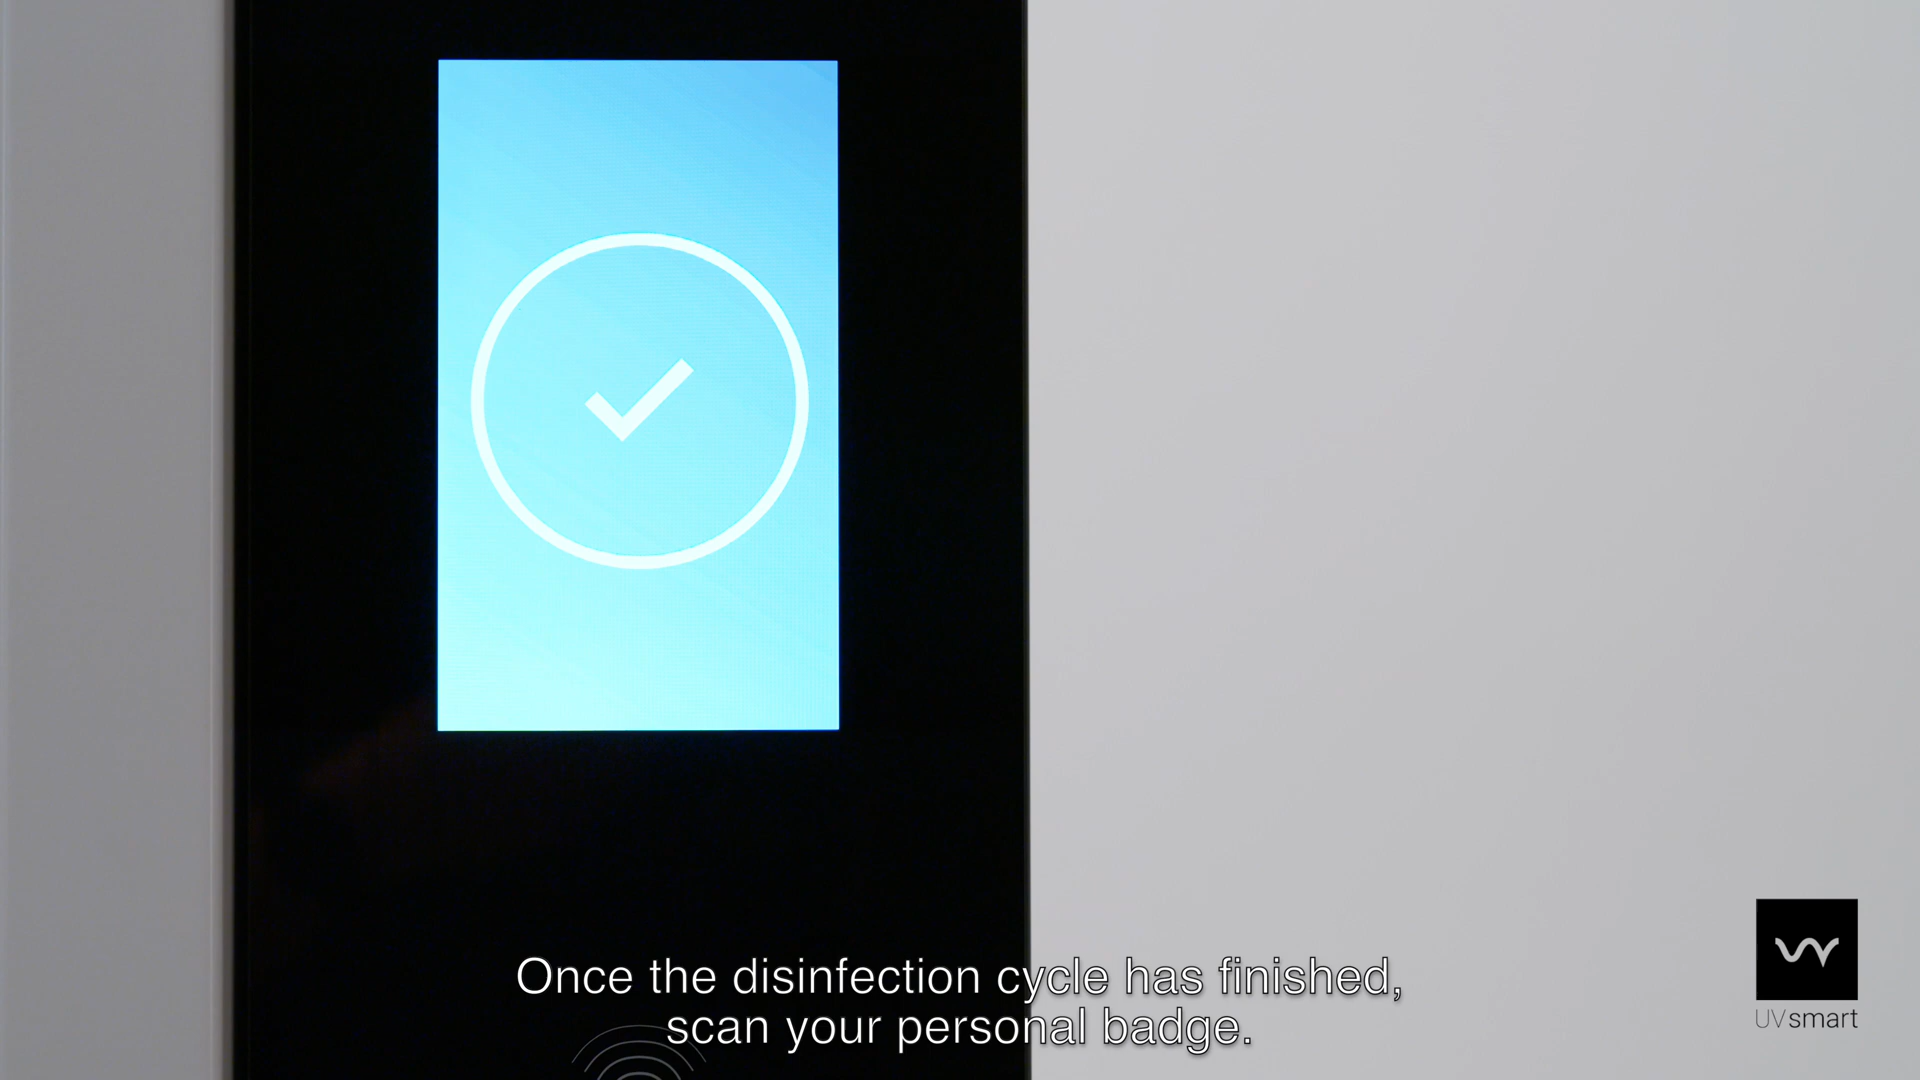 Once the disinfection cycle has finished,
scan your personal badge.
UVsmart